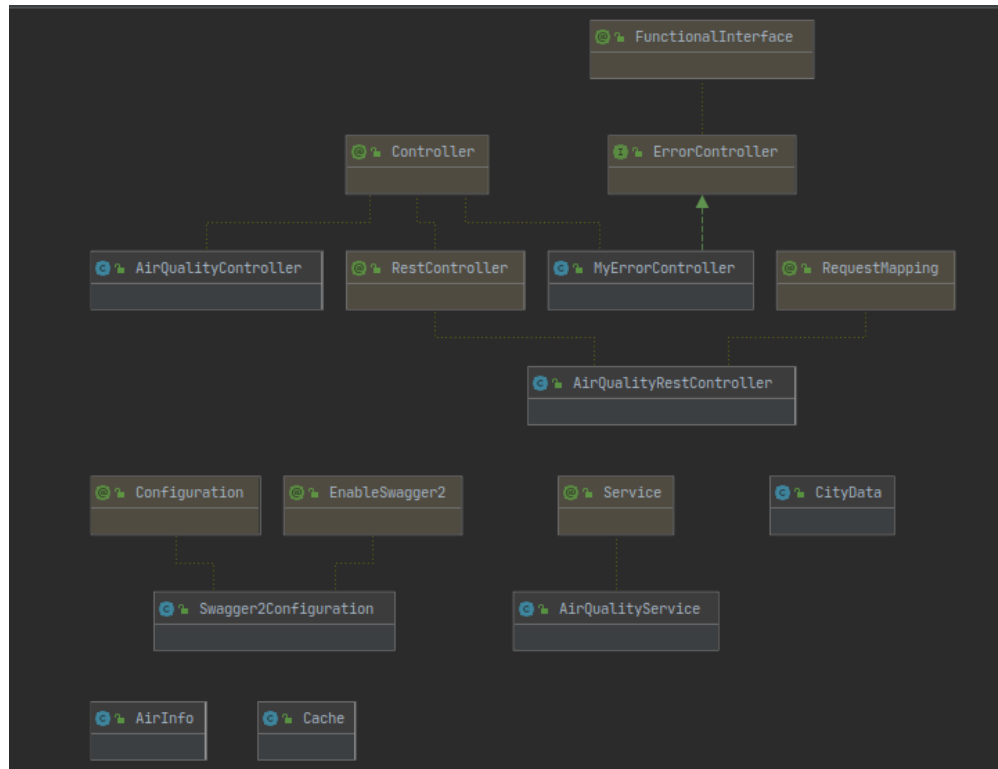 FunctionalInterface
Controller
ErrorController
AirQualityController
RestController
MyErrorController
RequestMapping
AirQualityRestController
Configuration
EnableSwagger2
Service
CityData
Swagger2Configuration
AirQualityService
AirInfo
Cache